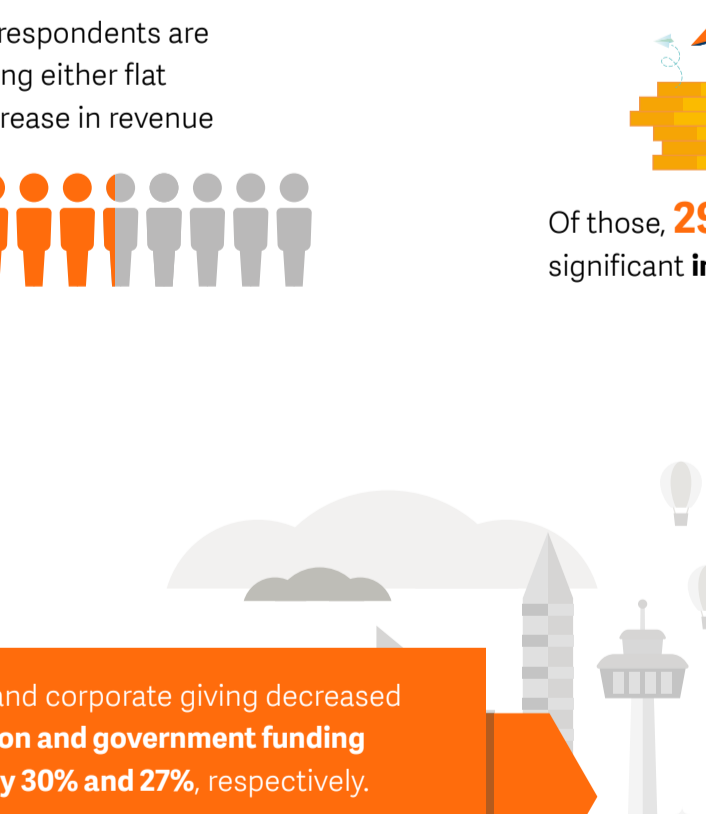 respondents are
ng either flat
rease in revenue
Of those, 29
significant
and corporate giving decreased
on and government funding
y 30% and 27%, respectively.